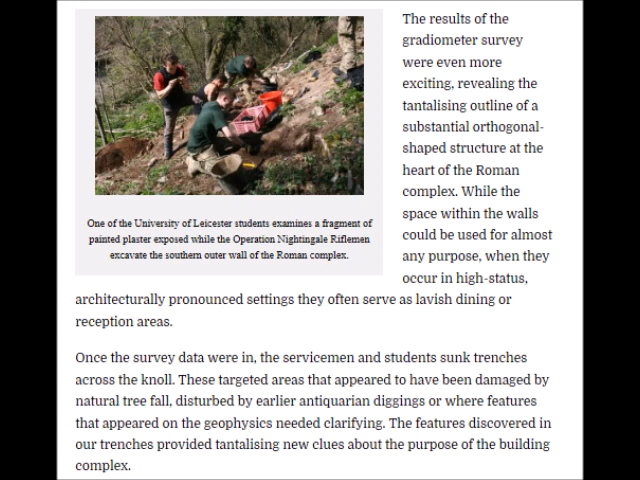 The results of the
gradiometer survey
were even more
exciting, revealing the
tantalising outline of a
substantial orthogonal-
shaped structure at the
heart of the Roman
complex. While the
space within the walls
could be used for almost
any purpose, when they
occur in high-status,
One of the University of Leicester students examines a fragment of
painted plaster exposed while the Operation Nightingale Riflemen
excavate the southern outer wall of the Roman complex.
architecturally pronounced settings they often serve as lavish dining or
reception areas.
Once the survey data were in, the servicemen and students sunk trenches
across the knoll. These targeted areas that appeared to have been damaged by
natural tree fall, disturbed by earlier antiquarian diggings or where features
that appeared on the geophysics needed clarifying. The features discovered in
our trenches provided tantalising new clues about the purpose of the building
complex.